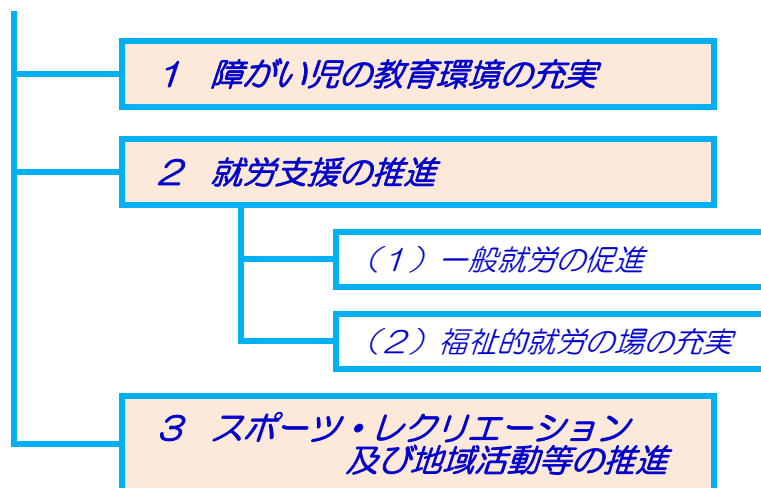 １　障がい児の教育環境の充実
２　就労支援の推進
（１）一般就労の促進
（２）福祉的就労の場の充実
３　スポーツ・レクリエーション
及び地域活動等の推進